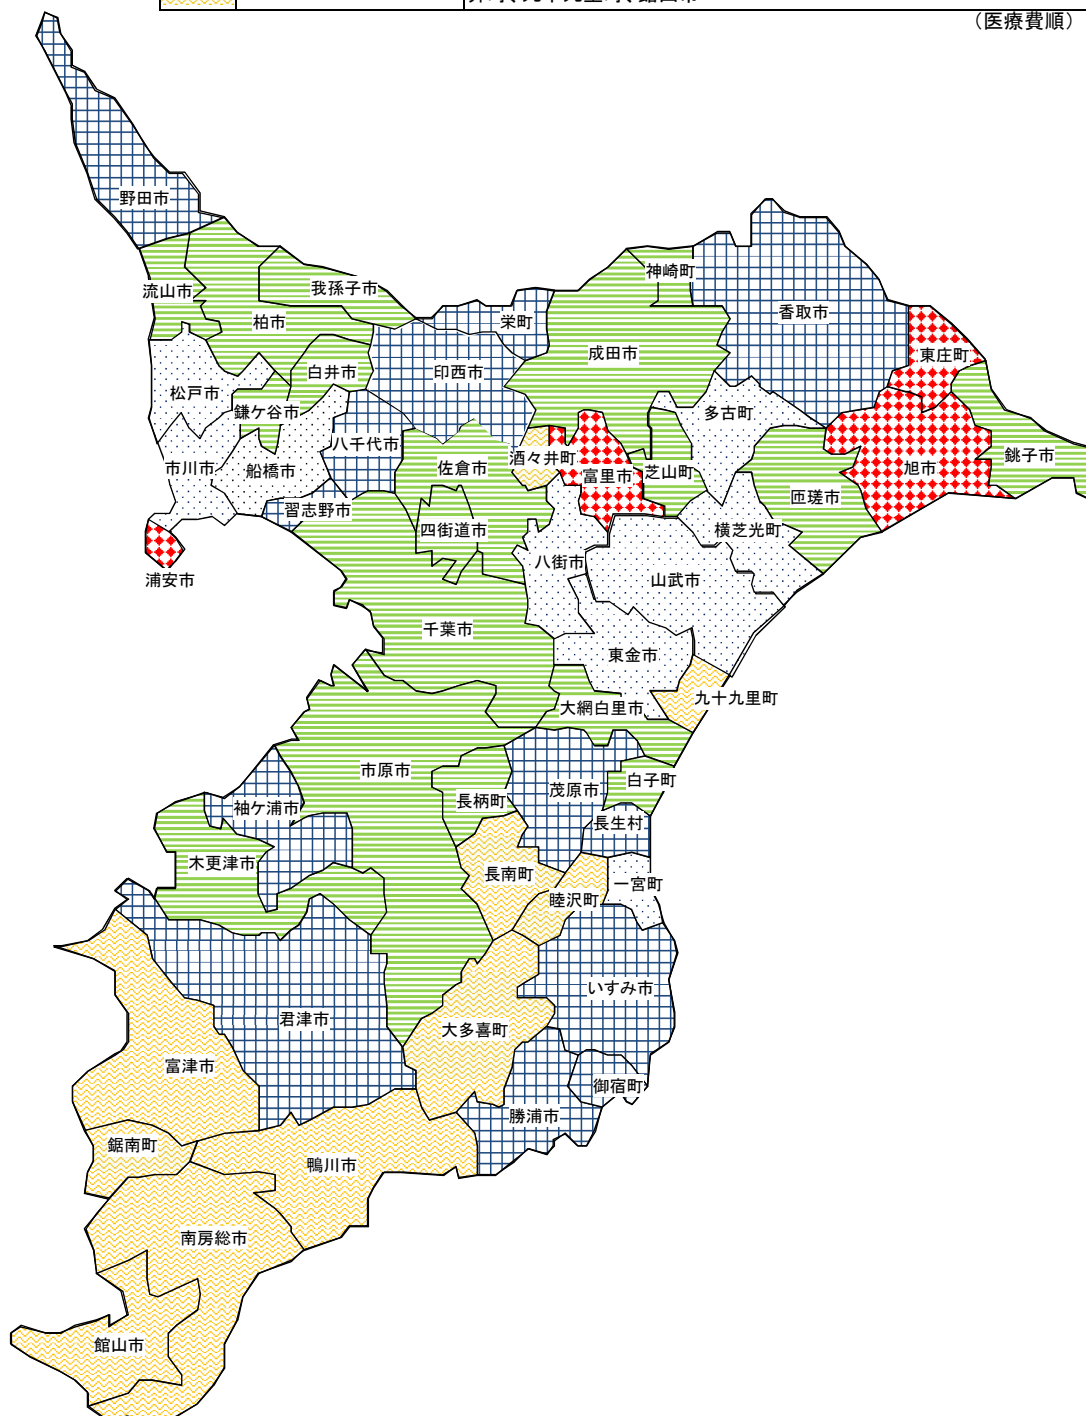 （医療費順）
野田市
流山市
我孫子市
柏市
栄町
神崎町
香取市
成田市
東庄町
松戸市
白井市
印西市
鎌ケ谷市
多古町
八千代市
市川市
船橋市
佐倉市
酒々井町
富里市
芝山町
旭市
銚子市
匝瑳市
習志野市
四街道市
横芝光町
浦安市
八街市
山武市
千葉市
東金市
大網白里市
九十九里町
市原市
長柄町
茂原市
白子町
袖ケ浦市
長生村
木更津市
長南町
睦沢町
一宮町
いすみ市
君津市
大多喜町
富津市
御宿町
勝浦市
鋸南町
鴨川市
南房総市
館山市